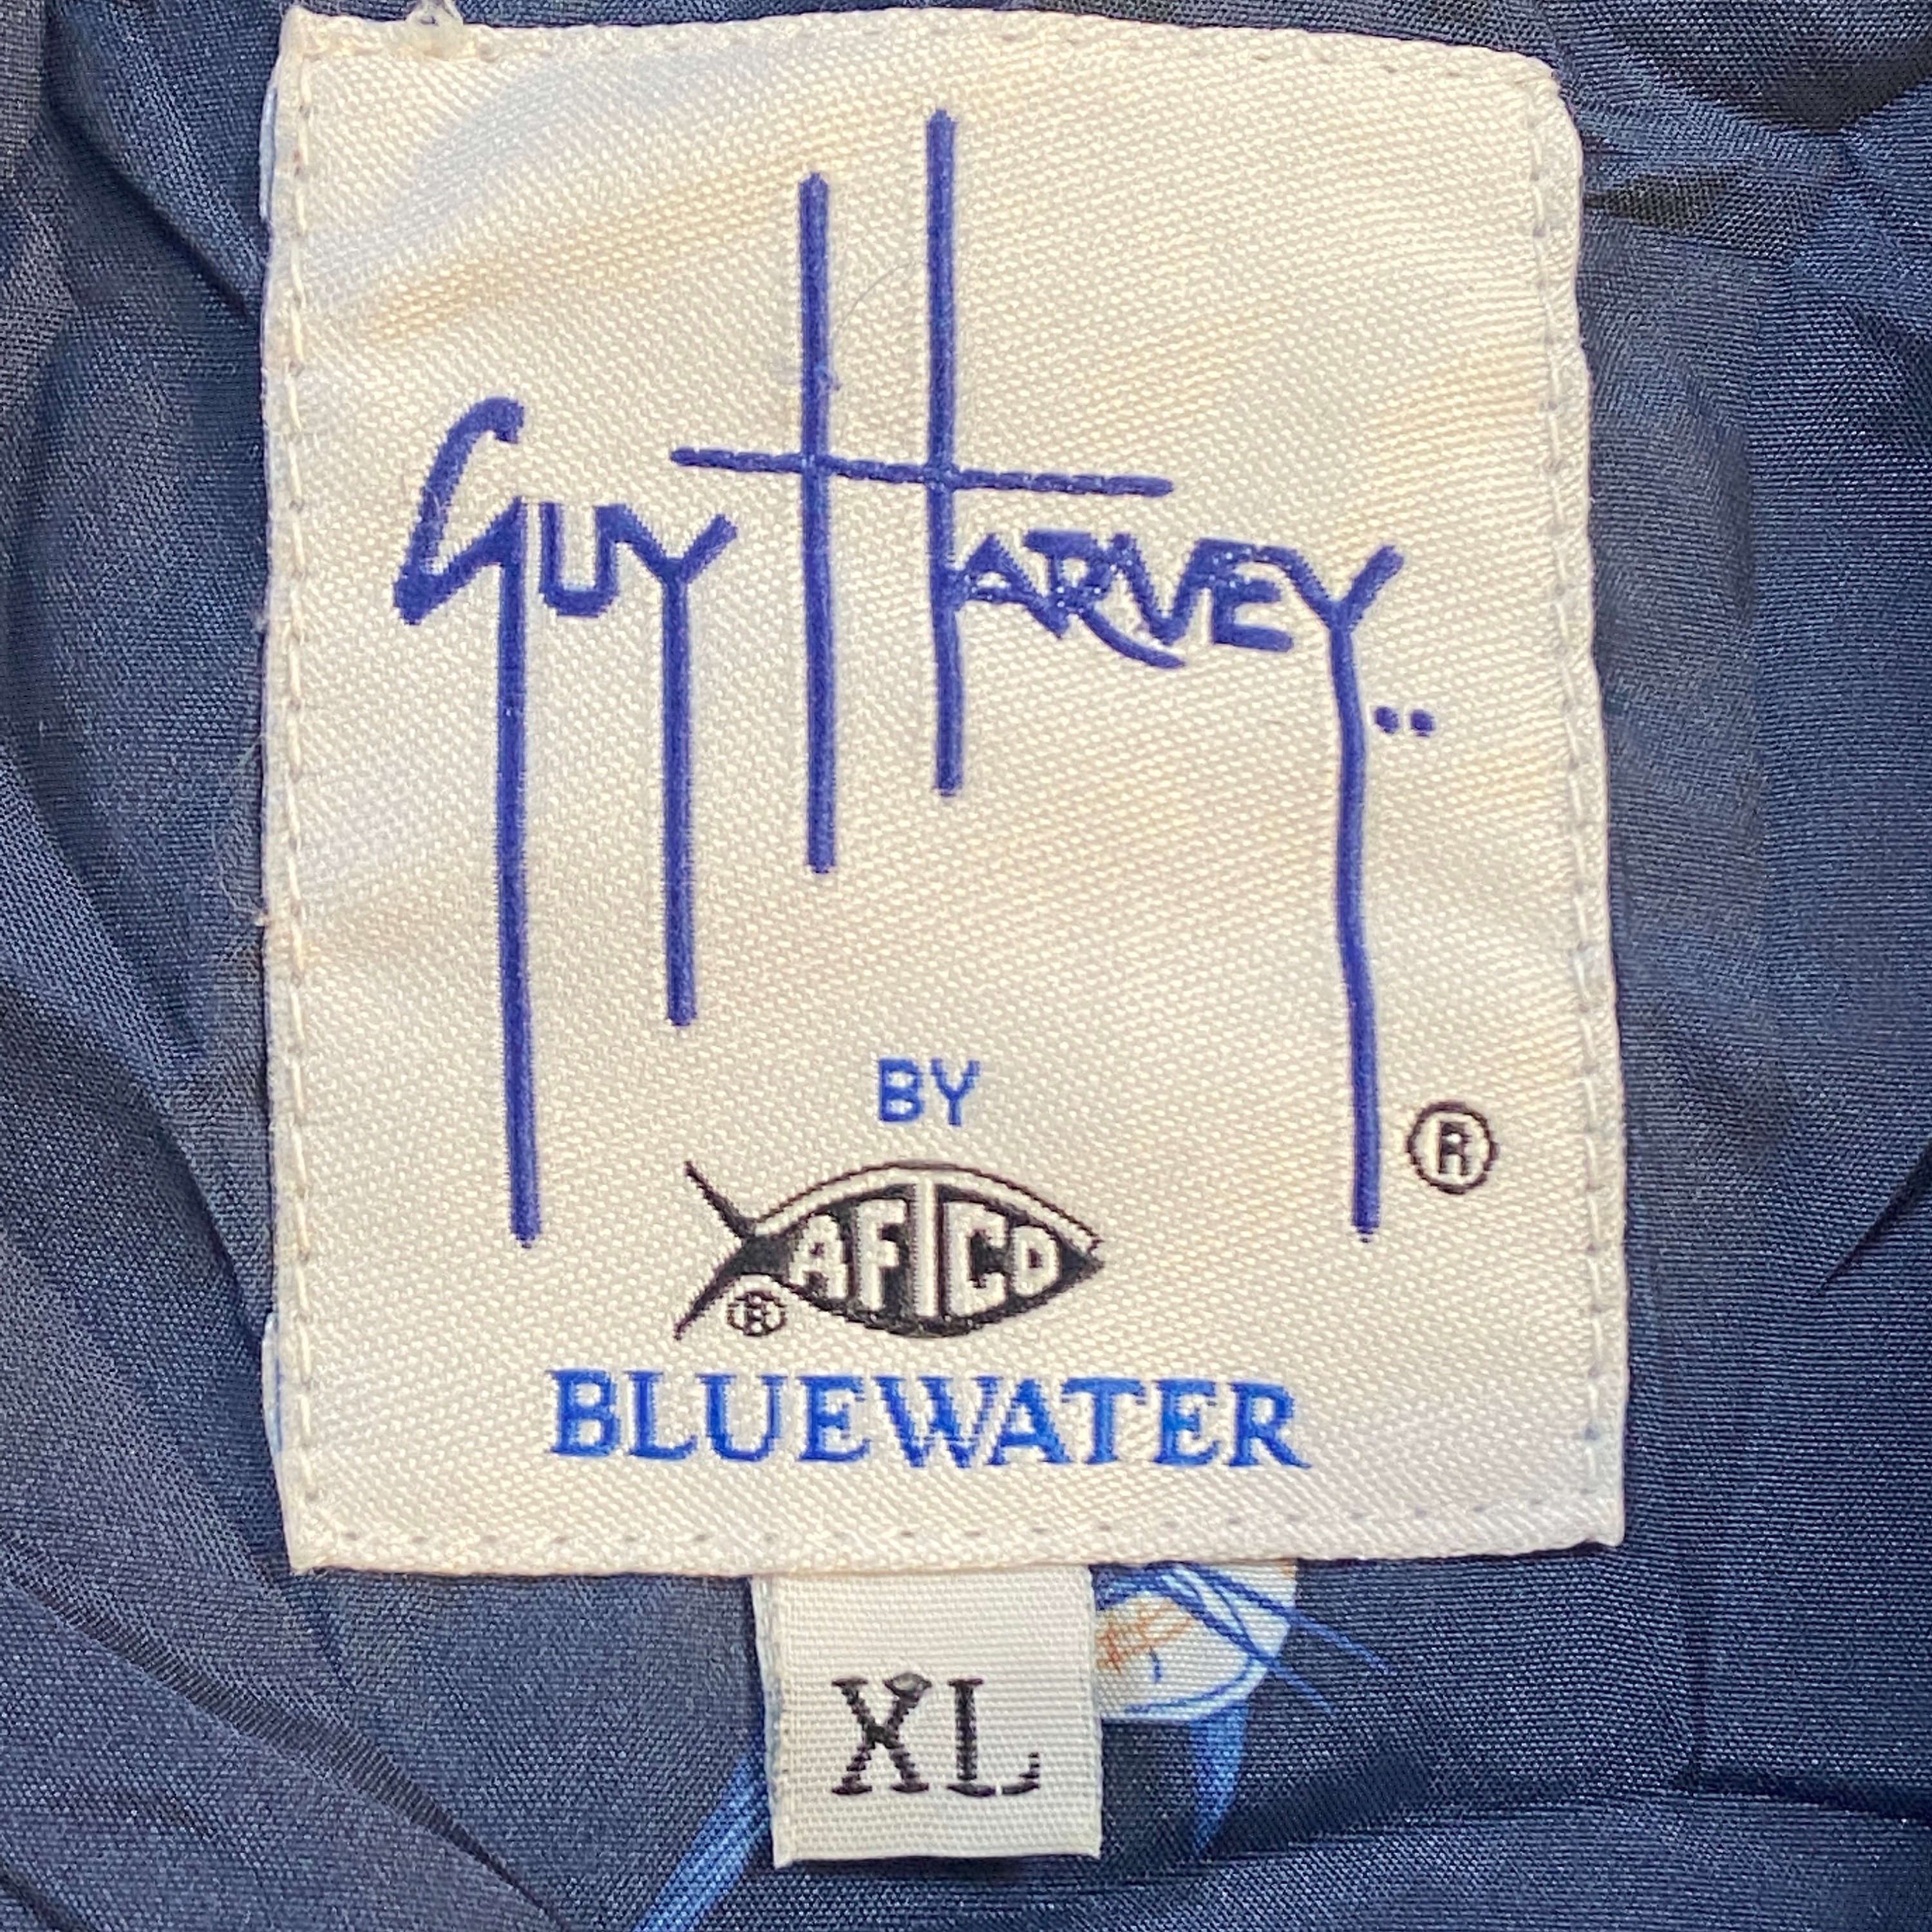 GUY HARVEY
BY
®
AFTCO
®
BLUEWATER
XL